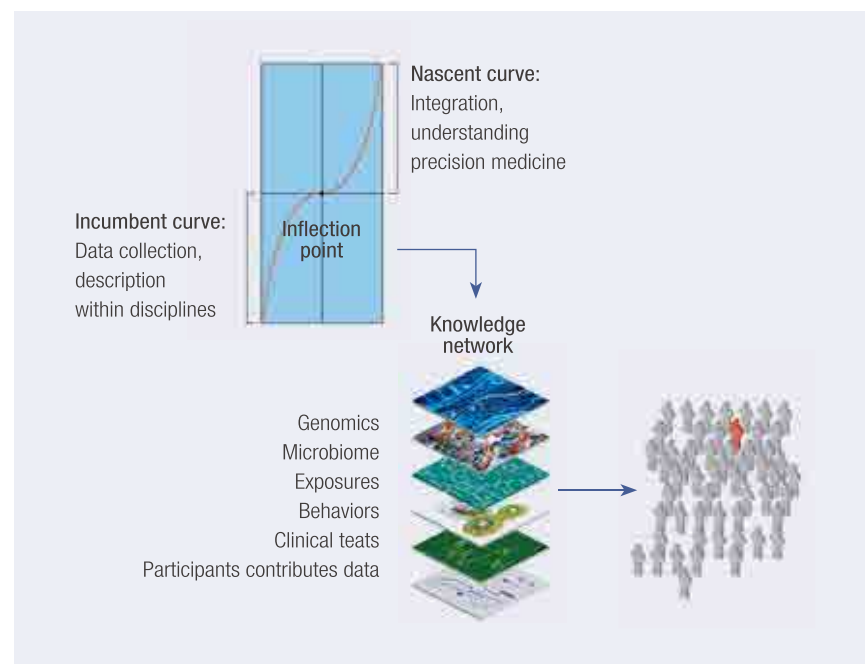 Nascent curve:
Integration,
understanding
precision medicine
Incumbent curve:
Data collection,
description
within disciplines
Inflection
point
Knowledge
network
Genomics
Microbiome
Exposures
Behaviors
Clinical teats
Participants contributes data